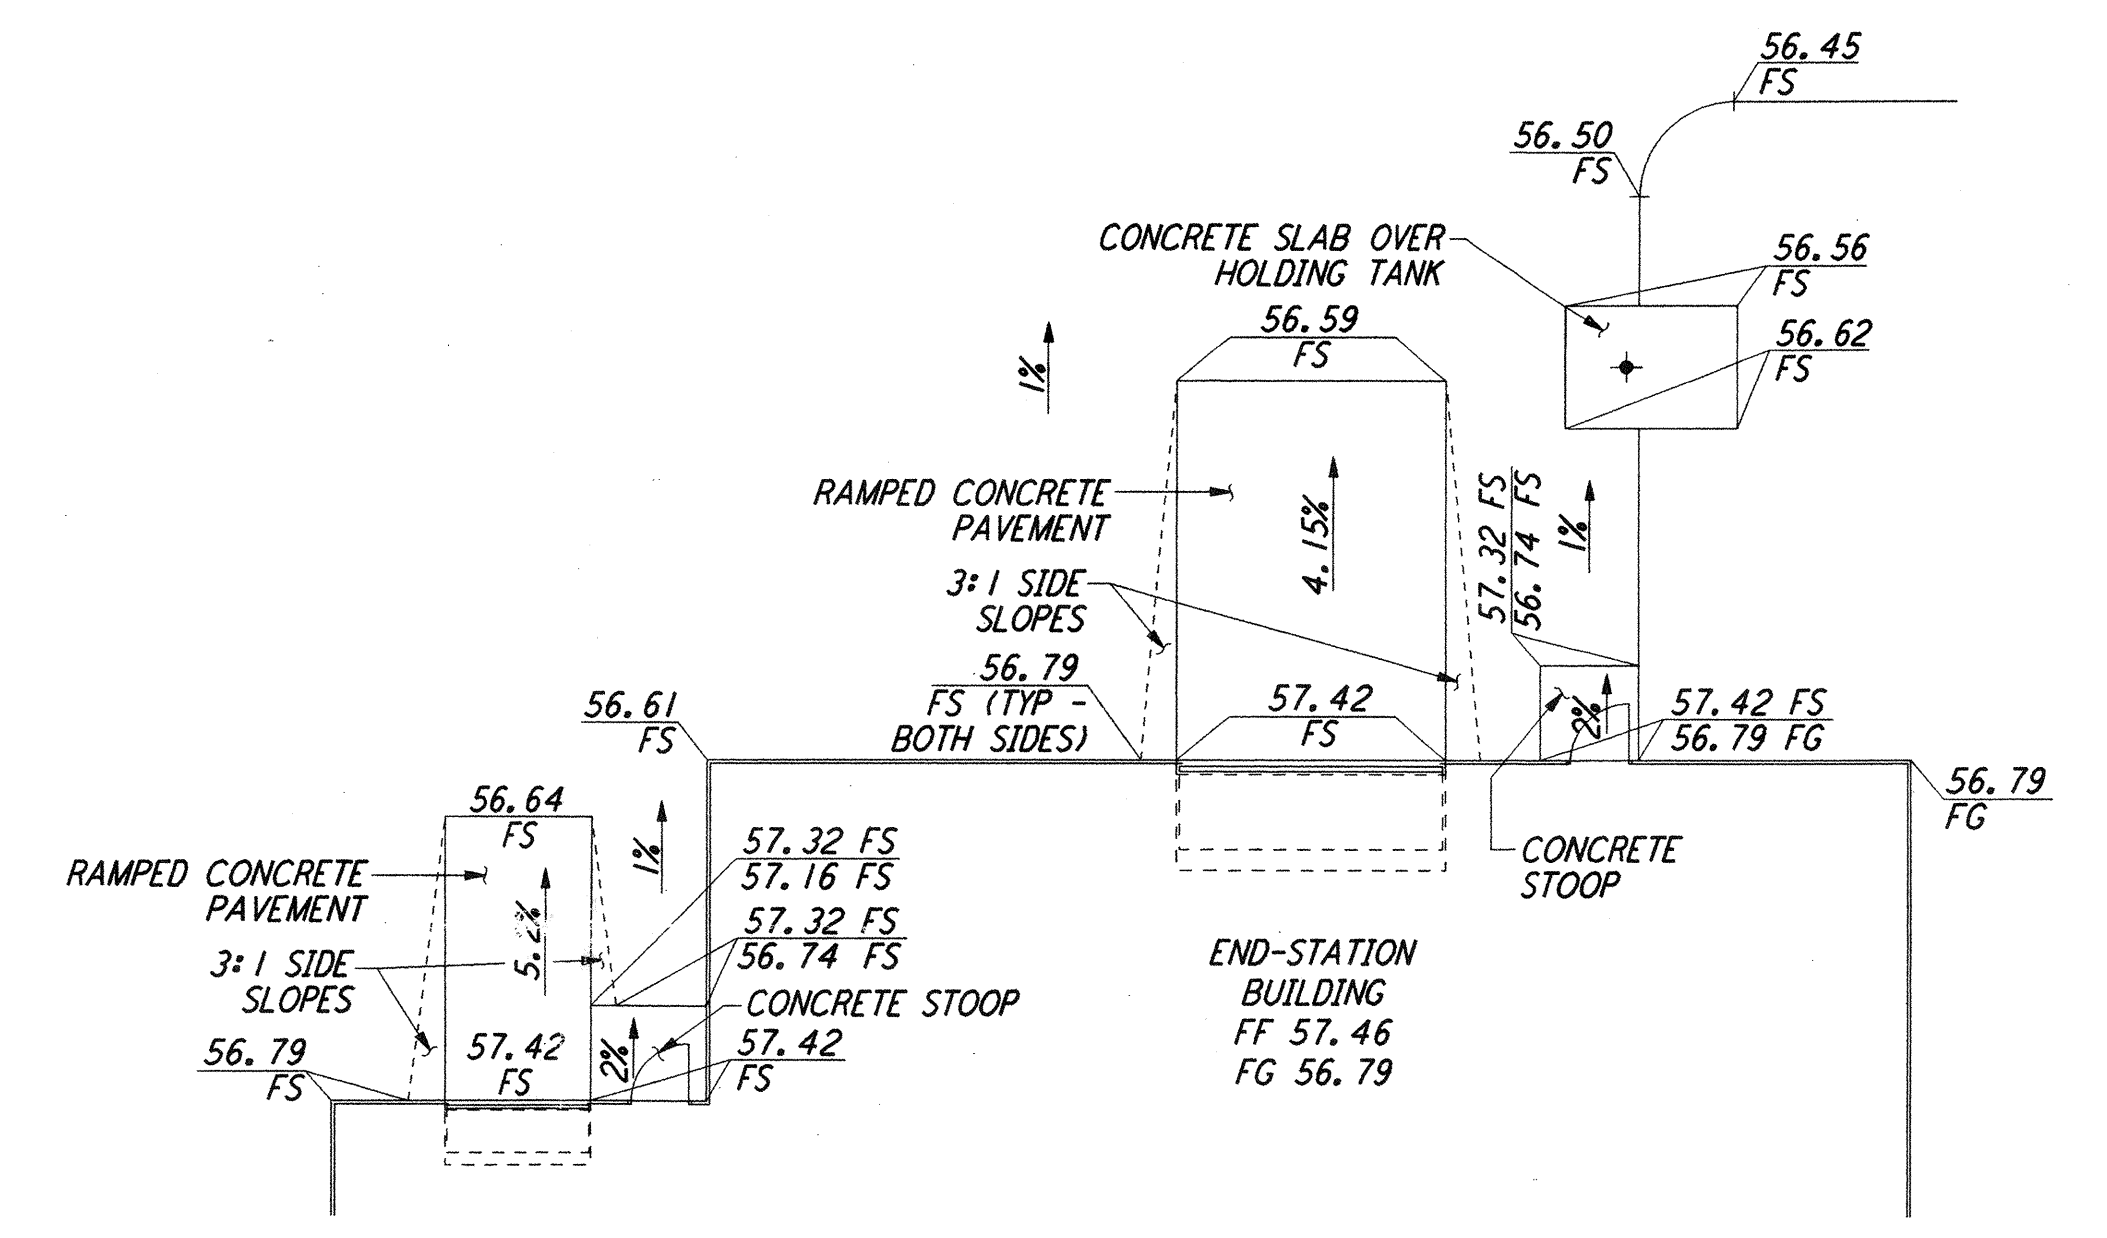 56.45
FS
56.50
FS
CONCRETE SLAB OVER
HOLDING TANK
56.56
FS
56.59
FS
56.62
FS
1%
RAMPED CONCRETE
PAVEMENT
4.15%
57.32 FS
56.74 FS
1%
3:1 SIDE
SLOPES
56.79
FS (TYP -
BOTH SIDES)
57.42
FS
2%
57.42 FS
56.79 FG
56.61
FS
56.79
FG
56.64
FS
1%
57.32 FS
57.16 FS
CONCRETE
STOOP
RAMPED CONCRETE
PAVEMENT
5.2%
57.32 FS
56.74 FS
3:1 SIDE
SLOPES
CONCRETE STOOP
END-STATION
BUILDING
FF 57.46
FG 56.79
56.79
FS
57.42
FS
2%
57.42
FS